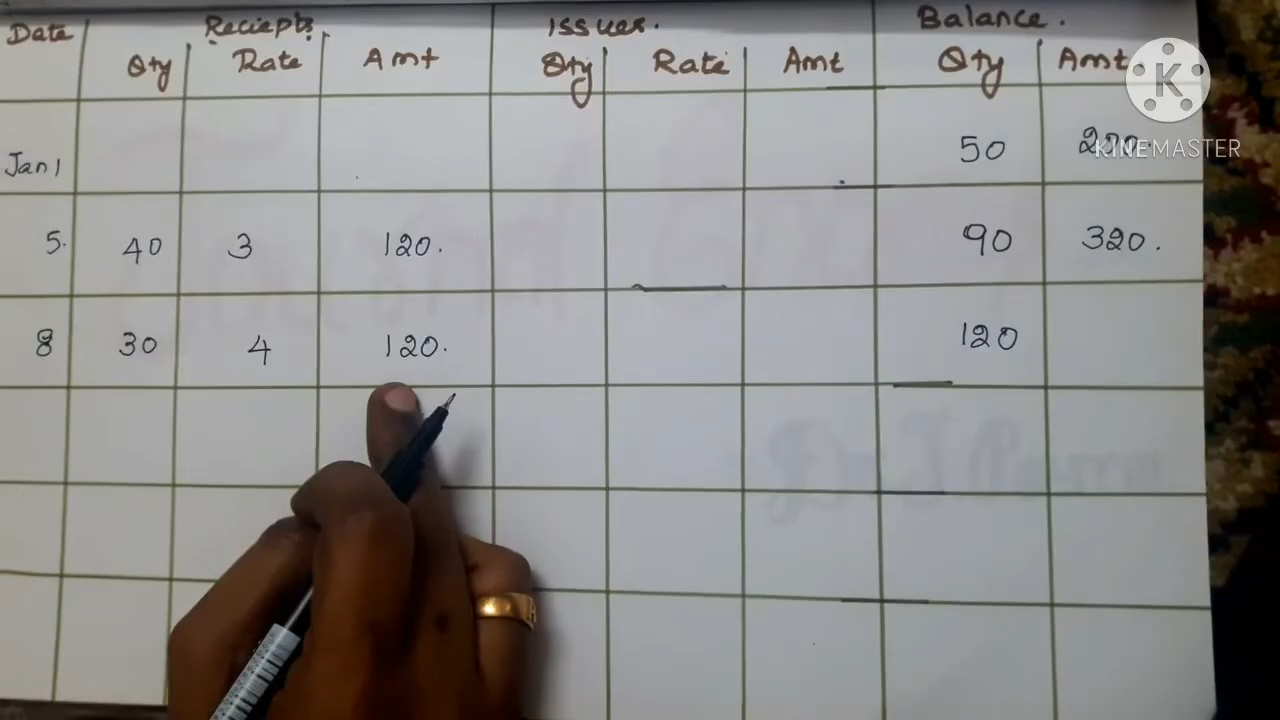 Date Reciepts. Issues. Balance.
Qty Rate Amt Qty Rate Amt Qty Amt
Jan 1 50 200.
5. 40 3 120. 90 320.
8 30 4 120. 120
K
KINEMASTER